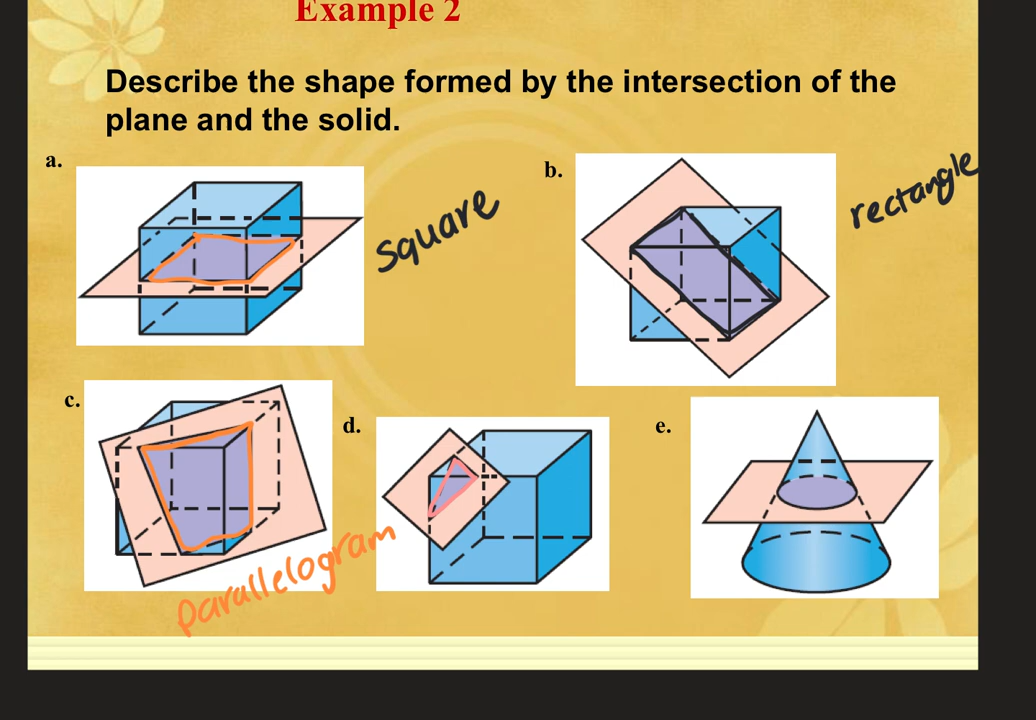 Example 2
Describe the shape formed by the intersection of the
plane and the solid.
a.
square
b.
rectangle
c.
parallelogram
d.
e.